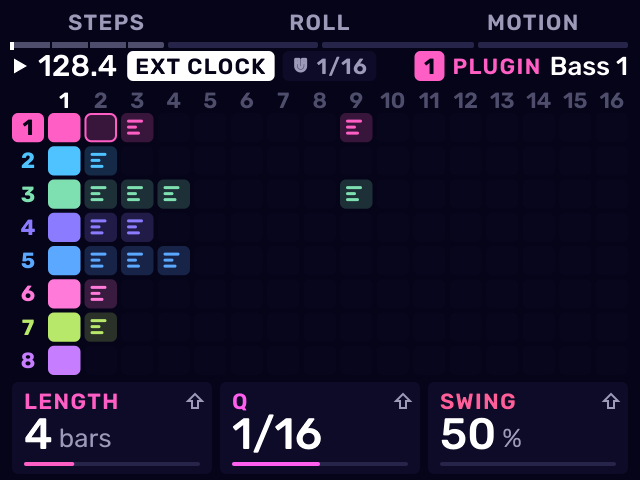 STEPS ROLL MOTION
128.4 EXT CLOCK 1/16 1 PLUGIN Bass 1
1 2 3 4 5 6 7 8 9 10 11 12 13 14 15 16
1
2
3
4
5
6
7
8
LENGTH Q SWING
4 bars 1/16 50 %